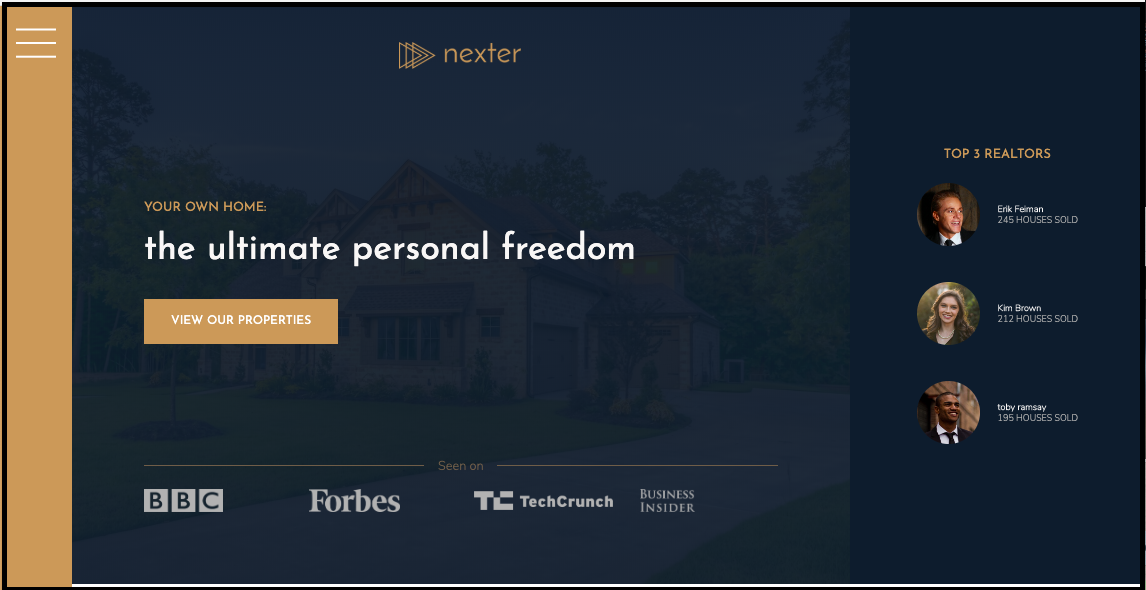 nexter
YOUR OWN HOME:
the ultimate personal freedom
VIEW OUR PROPERTIES
Seen on
BBC
Forbes
TC TechCrunch
BUSINESS
INSIDER
TOP 3 REALTORS
Erik Feiman
245 HOUSES SOLD
Kim Brown
212 HOUSES SOLD
toby ramsay
195 HOUSES SOLD